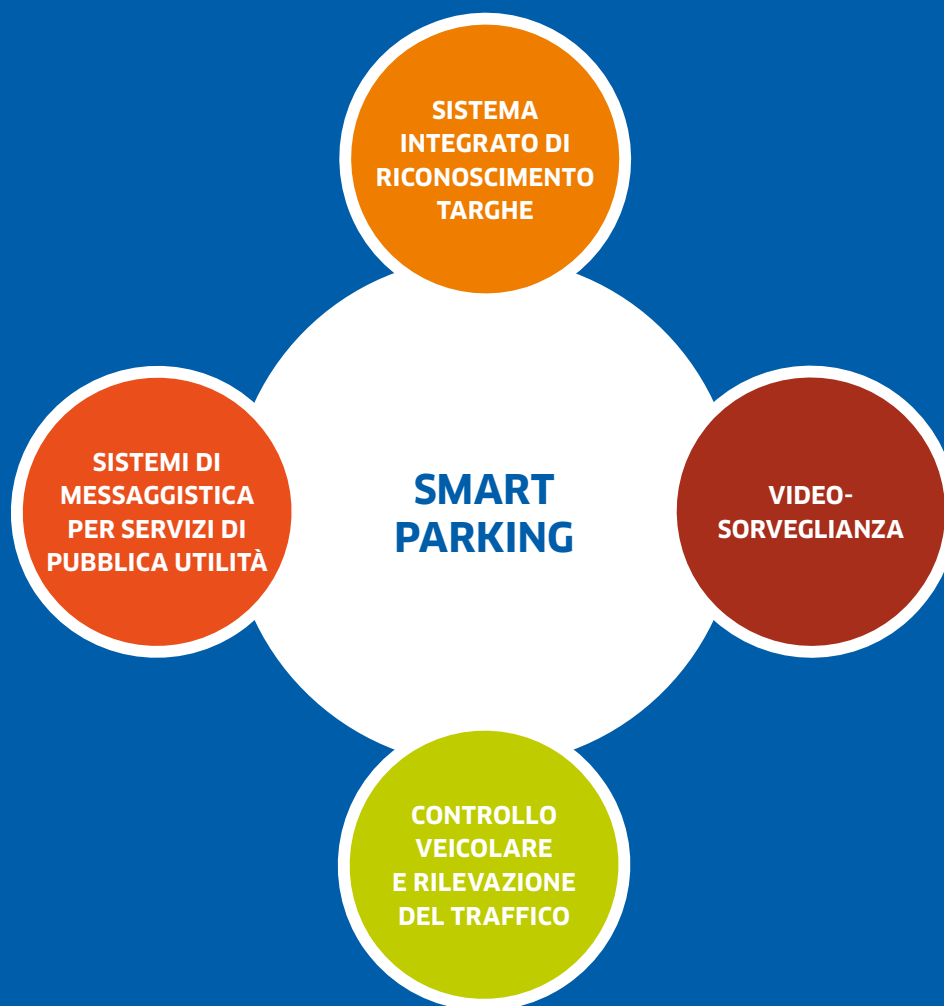 SISTEMA
INTEGRATO DI
RICONOSCIMENTO
TARGHE
SISTEMI DI
MESSAGGISTICA
PER SERVIZI DI
PUBBLICA UTILITÀ
SMART
PARKING
VIDEO-
SORVEGLIANZA
CONTROLLO
VEICOLARE
E RILEVAZIONE
DEL TRAFFICO